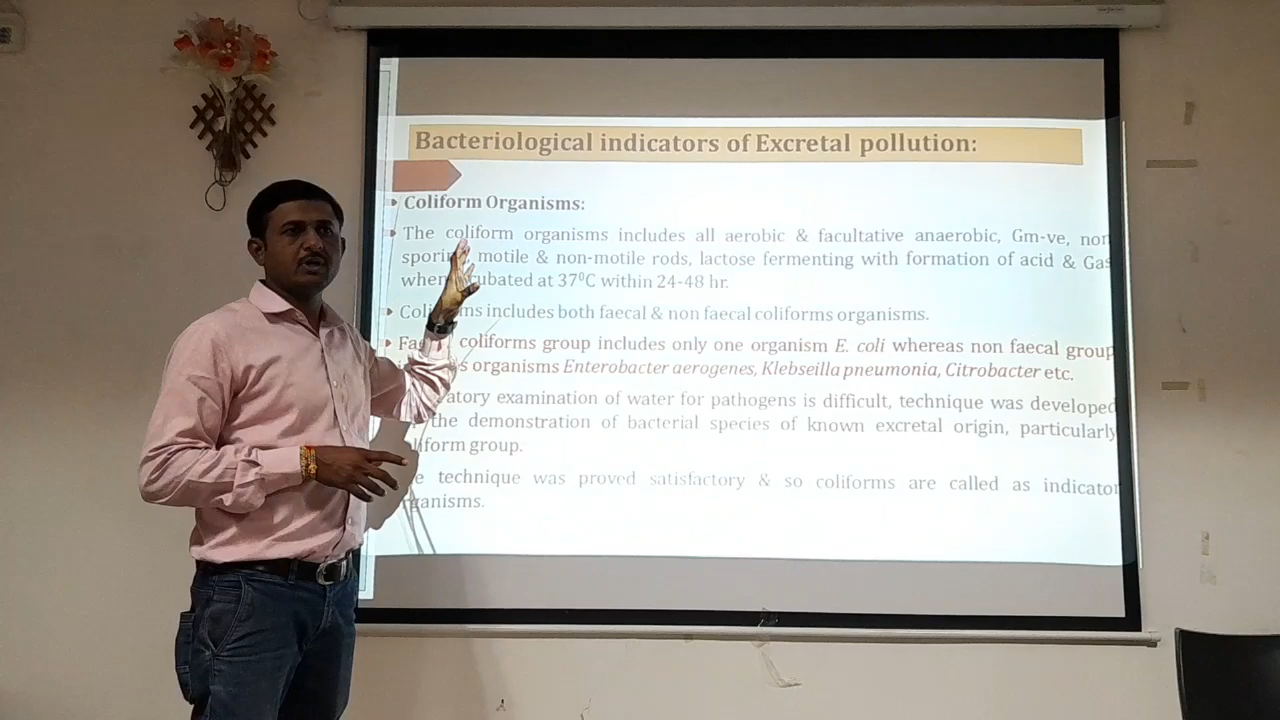 Bacteriological indicators of Excretal pollution:
Coliform Organisms:
The coliform organisms includes all aerobic & facultative anaerobic, Gm-ve, non
motile & non-motile rods, lactose fermenting with formation of acid & Gas
when at 37⁰C within 24-48 hr.
includes both faecal & non faecal coliforms organisms.
coliforms group includes only one organism E. coli whereas non faecal group
organisms Enterobacter aerogenes, Klebseilla pneumonia, Citrobacter etc.
examination of water for pathogens is difficult, technique was developed
the demonstration of bacterial species of known excretal origin, particularly
group.
technique was proved satisfactory & so coliforms are called as indicator